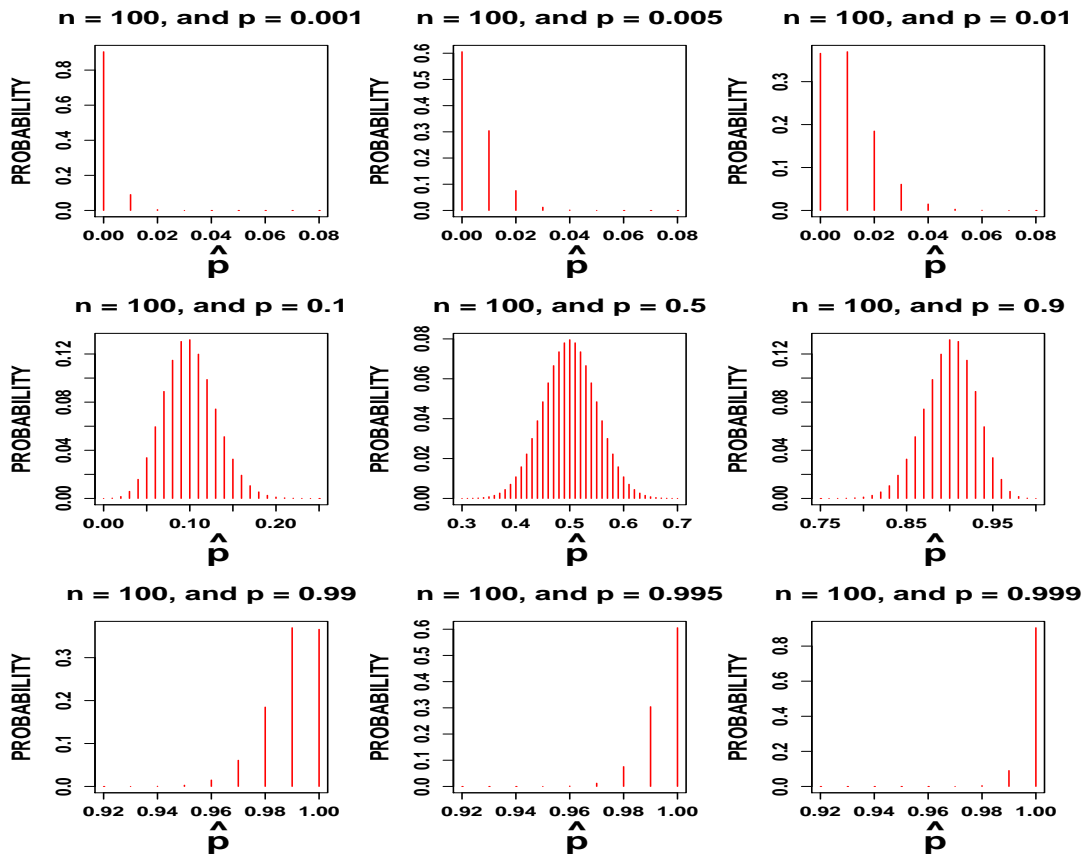 n = 100, and p = 0.001
PROBABILITY
0.0 0.2 0.4 0.6 0.8
0.00 0.02 0.04 0.06 0.08
p̂
n = 100, and p = 0.005
PROBABILITY
0.0 0.1 0.2 0.3 0.4 0.5 0.6
0.00 0.02 0.04 0.06 0.08
p̂
n = 100, and p = 0.01
PROBABILITY
0.0 0.1 0.2 0.3
0.00 0.02 0.04 0.06 0.08
p̂
n = 100, and p = 0.1
PROBABILITY
0.00 0.04 0.08 0.12
0.00 0.10 0.20
p̂
n = 100, and p = 0.5
PROBABILITY
0.00 0.02 0.04 0.06 0.08
0.3 0.4 0.5 0.6 0.7
p̂
n = 100, and p = 0.9
PROBABILITY
0.00 0.04 0.08 0.12
0.75 0.85 0.95
p̂
n = 100, and p = 0.99
PROBABILITY
0.0 0.1 0.2 0.3
0.92 0.94 0.96 0.98 1.00
p̂
n = 100, and p = 0.995
PROBABILITY
0.0 0.1 0.2 0.3 0.4 0.5 0.6
0.92 0.94 0.96 0.98 1.00
p̂
n = 100, and p = 0.999
PROBABILITY
0.0 0.2 0.4 0.6 0.8
0.92 0.94 0.96 0.98 1.00
p̂